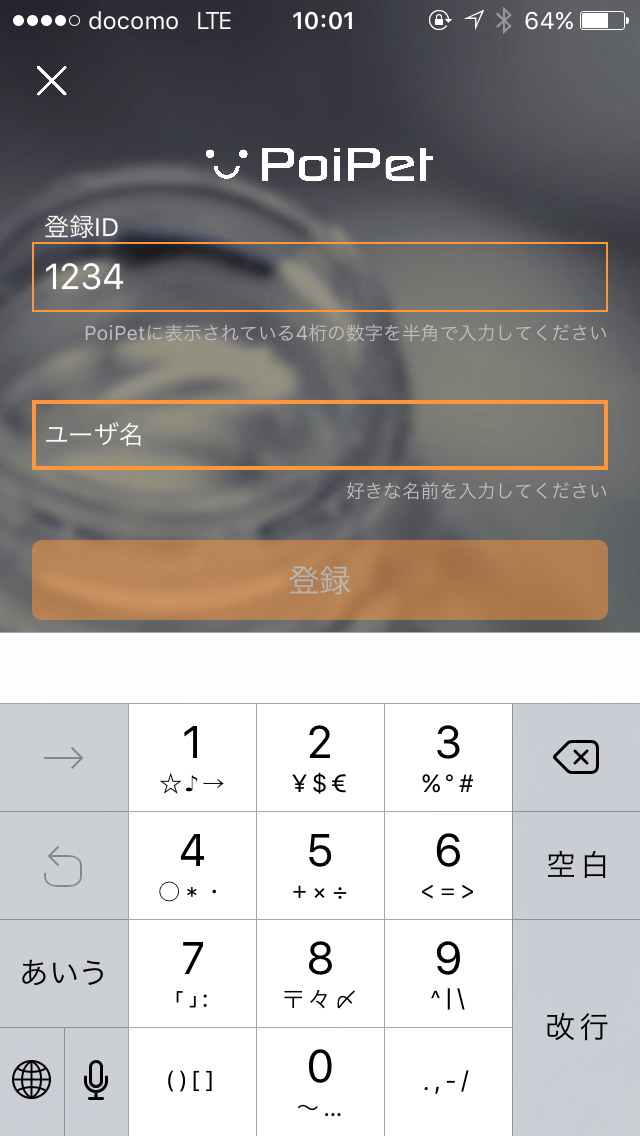 docomo LTE 10:01 64%
PoiPet
登録ID
1234
PoiPetに表示されている4桁の数字を半角で入力してください
ユーザ名
好きな名前を入力してください
登録
→ 1 2 3
☆♪→ ¥$€ %°#
4 5 6 空白
○*・ +×÷ <=>
あいう 7 8 9
「」: 〒々〆 ^|\
改行
()[] 0 .,-/
〜…